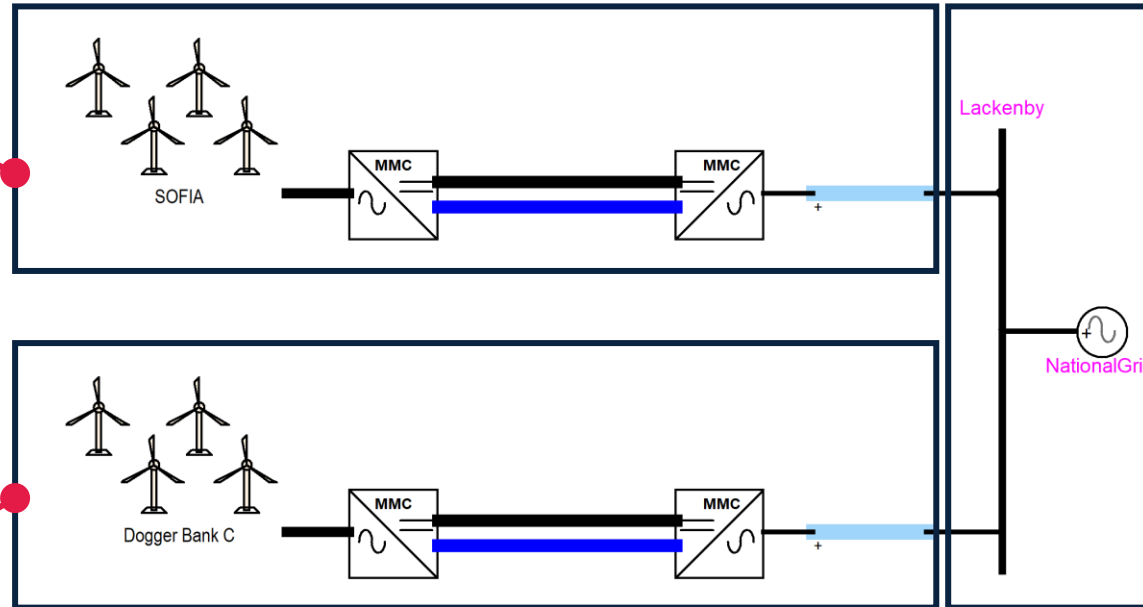 Lackenby
MMC
MMC
SOFIA
+
+
NationalGri
MMC
MMC
Dogger Bank C
+